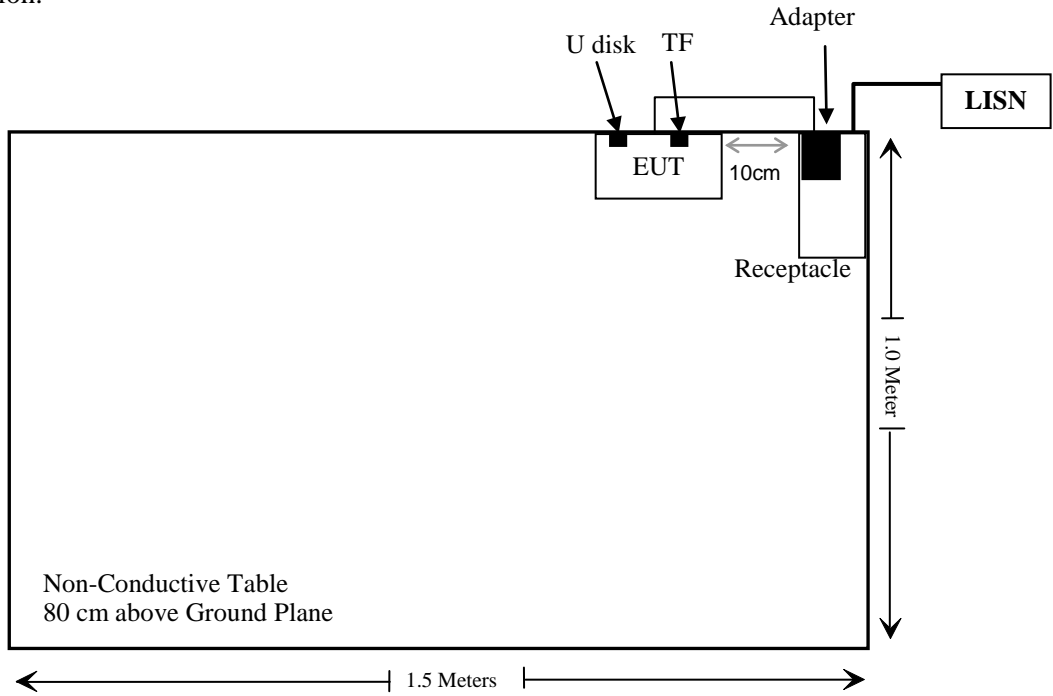 ion.
Adapter
U disk TF
LISN
EUT
10cm
Receptacle
1.0 Meter
Non-Conductive Table
80 cm above Ground Plane
1.5 Meters